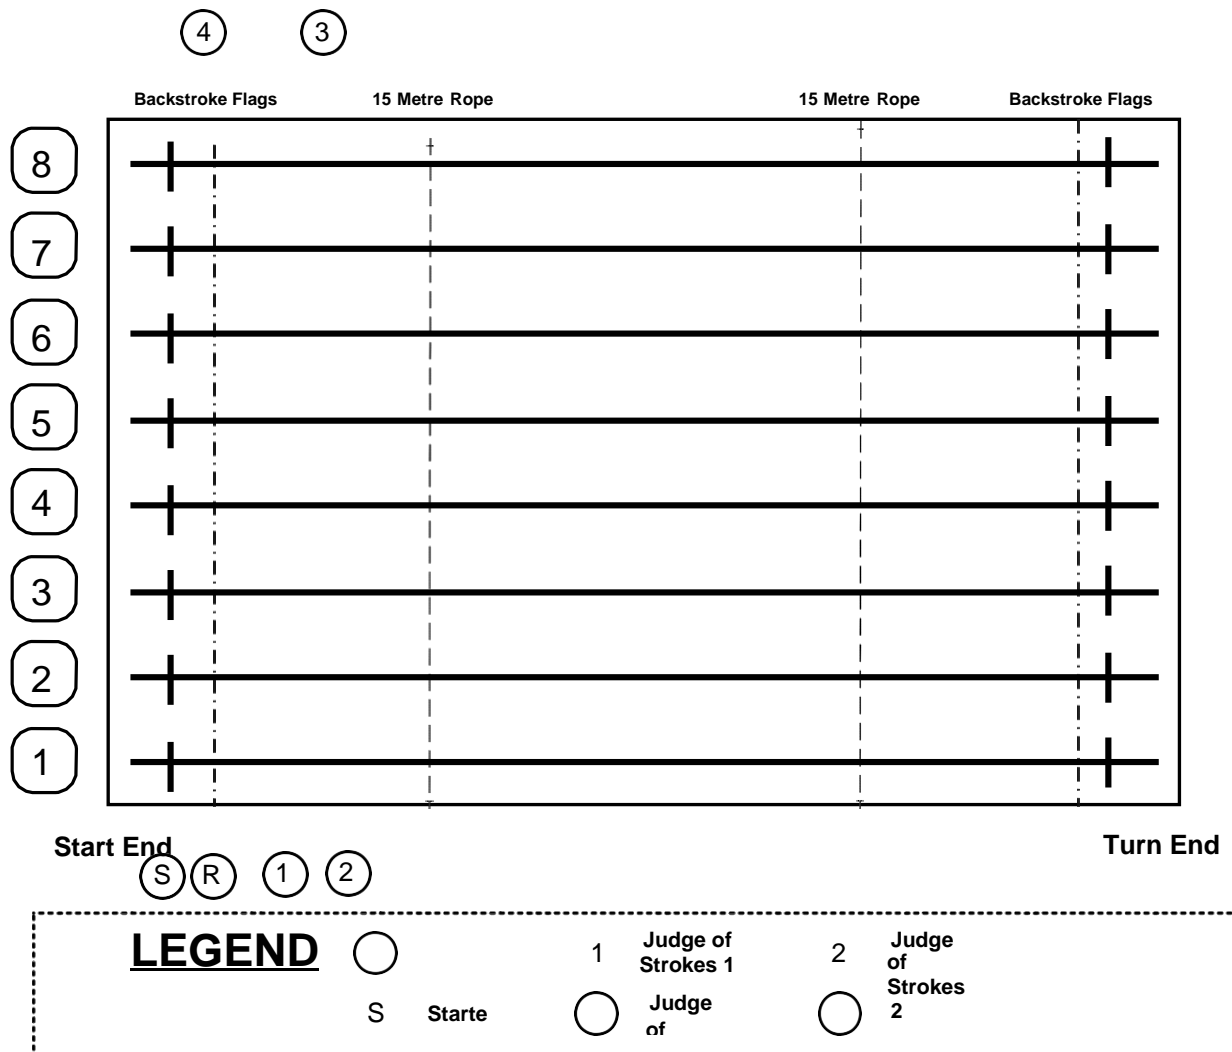 4 3
Backstroke Flags 15 Metre Rope 15 Metre Rope Backstroke Flags
8
7
6
5
4
3
2
1
Start End Turn End
S R 1 2
LEGEND
1 Judge of
Strokes 1
2 Judge
of
Strokes
2
S Starte
Judge
of